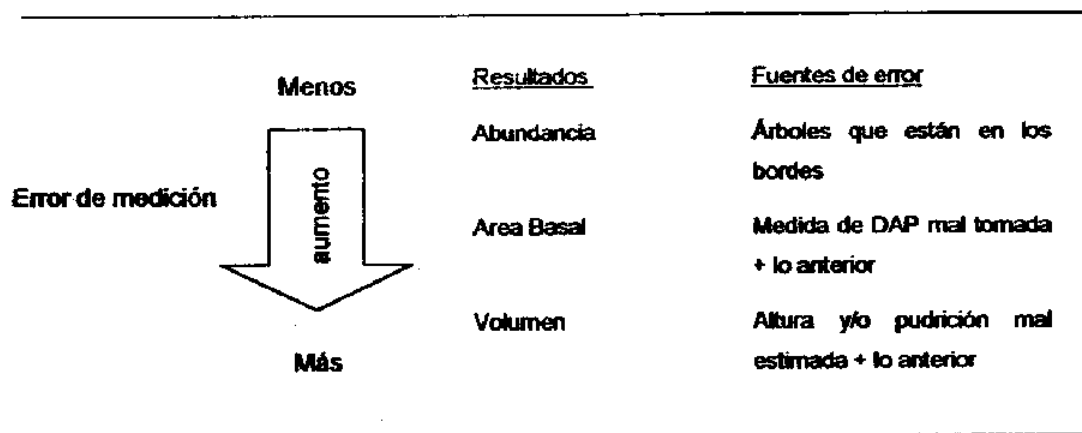 Menos
Resultados
Fuentes de error
Abundancia
Árboles que están en los
bordes
Error de medición
aumento
Area Basal
Medida de DAP mal tomada
+ lo anterior
Volumen
Altura y/o pudrición mal
estimada + lo anterior
Más